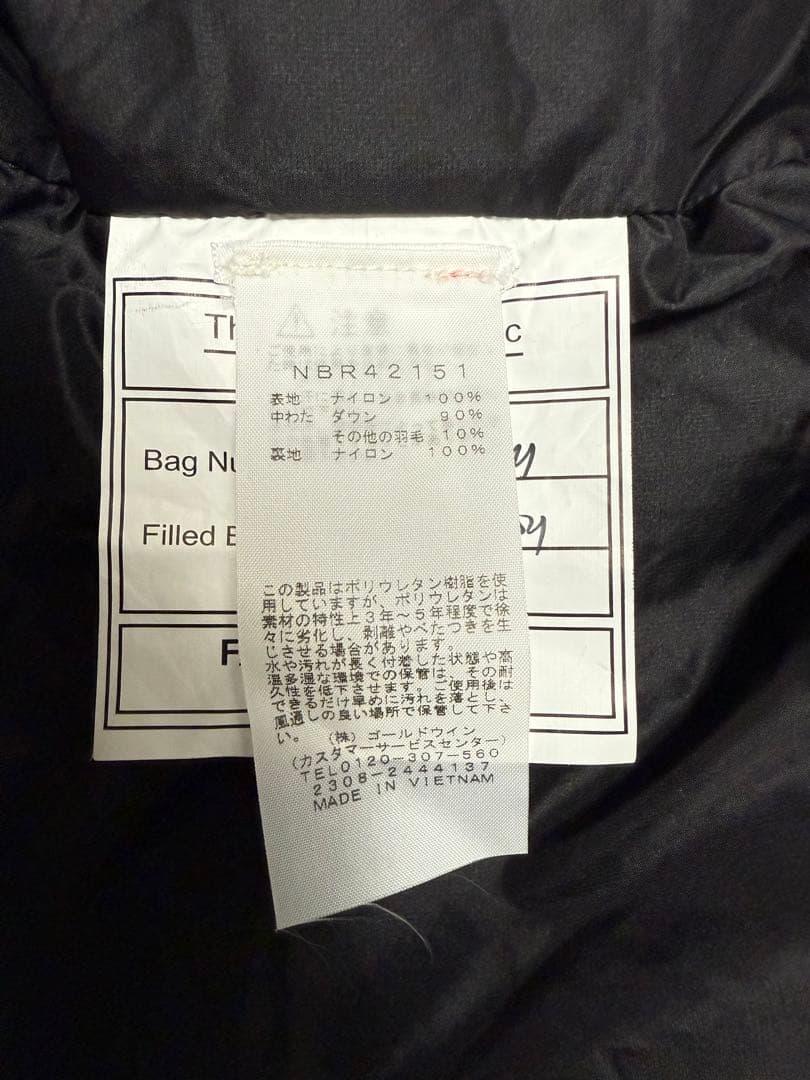 Th
c
注意
NBR42151
表地 ナイロン 100%
中わた ダウン 90%
その他の羽毛 10%
裏地 ナイロン 100%
Bag Nu
Filled B
この製品はポリウレタン樹脂を使
用していますが、ポリウレタンは
素材の特性上3年〜5年程度で徐
々に劣化し、剥離やべたつきを生
じさせる場合があります。
水や汚れが長く付着した状態や高
温多湿な環境での保管は、その耐
久性を低下させます。ご使用後は
できるだけ早めに汚れを落とし、
風通しの良い場所で保管して下さ
い。
(株)ゴールドウイン
(カスタマーサービスセンター)
TEL0120-307-560
2308-2444137
MADE IN VIETNAM